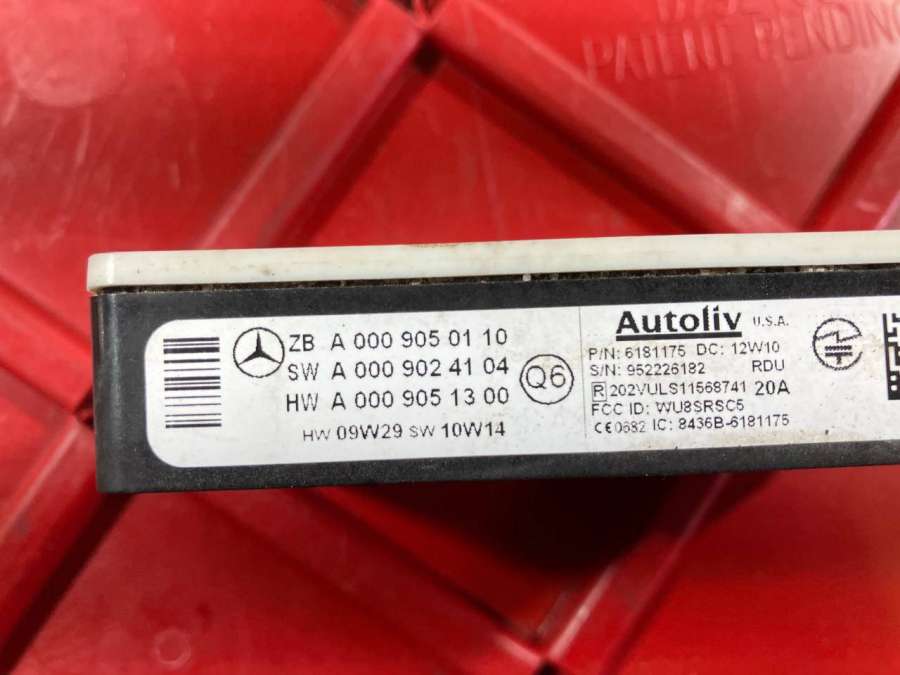 PATENT PENDING
ZB A 000 905 01 10
SW A 000 902 41 04
HW A 000 905 13 00
HW 09W29 SW 10W14
Q6
Autoliv U.S.A.
P/N: 6181175 DC: 12W10
S/N: 952226182 RDU
R 202VULS11568741 20A
FCC ID: WU8SRSC5
CE0682 IC: 8436B-6181175